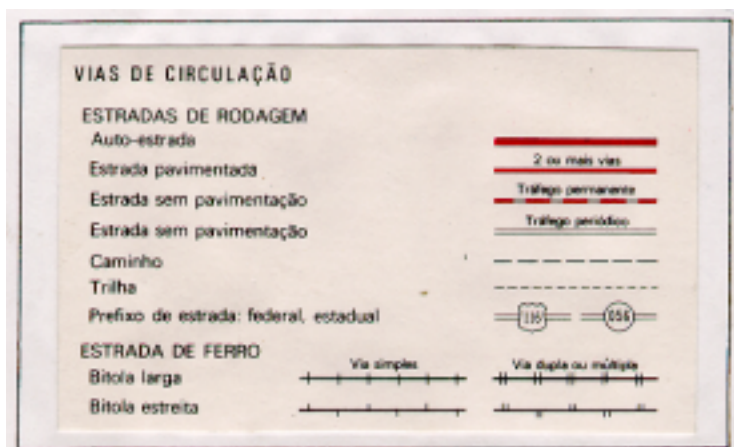 VIAS DE CIRCULAÇÃO
ESTRADAS DE RODAGEM
Auto-estrada
Estrada pavimentada 2 ou mais vias
Estrada sem pavimentação Tráfego permanente
Estrada sem pavimentação Tráfego periódico
Caminho
Trilha
Prefixo de estrada: federal, estadual 116 056
ESTRADA DE FERRO Via simples Via dupla ou múltipla
Bitola larga
Bitola estreita